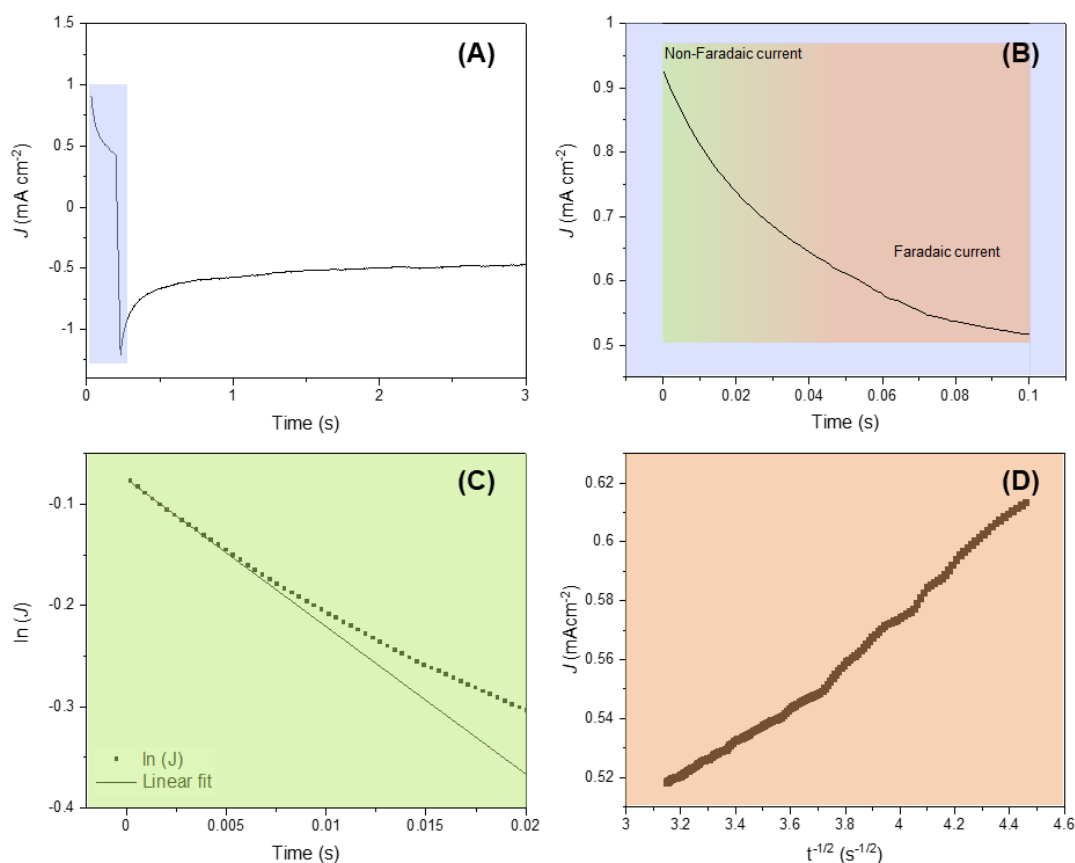 (A)
1.5
1
0.5
0
-0.5
-1
J (mA cm⁻²)
0 1 2 3
Time (s)
(B)
Non-Faradaic current
Faradaic current
1
0.9
0.8
0.7
0.6
0.5
J (mA cm⁻²)
0 0.02 0.04 0.06 0.08 0.1
Time (s)
(C)
-0.1
-0.2
-0.3
-0.4
ln (J)
ln (J)
Linear fit
0 0.005 0.01 0.015 0.02
Time (s)
(D)
0.62
0.6
0.58
0.56
0.54
0.52
J (mAcm⁻²)
3 3.2 3.4 3.6 3.8 4 4.2 4.4 4.6
t⁻¹/² (s⁻¹/²)